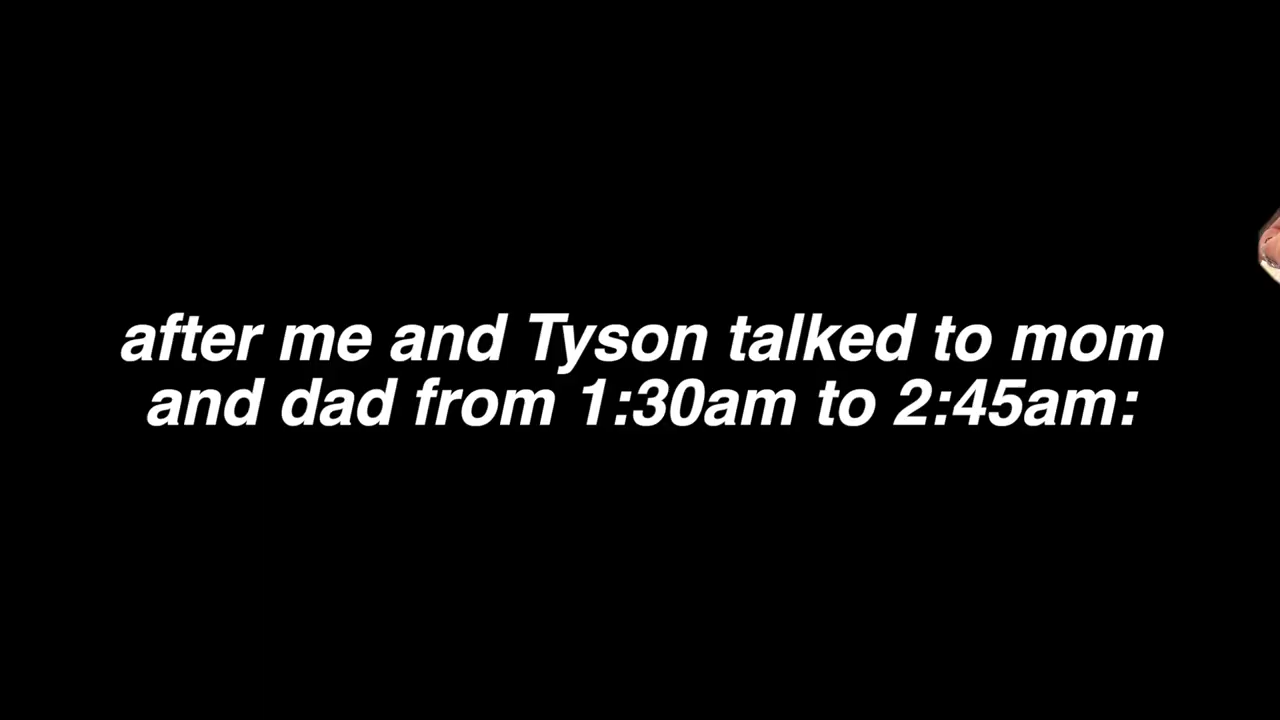 after me and Tyson talked to mom
and dad from 1:30am to 2:45am: